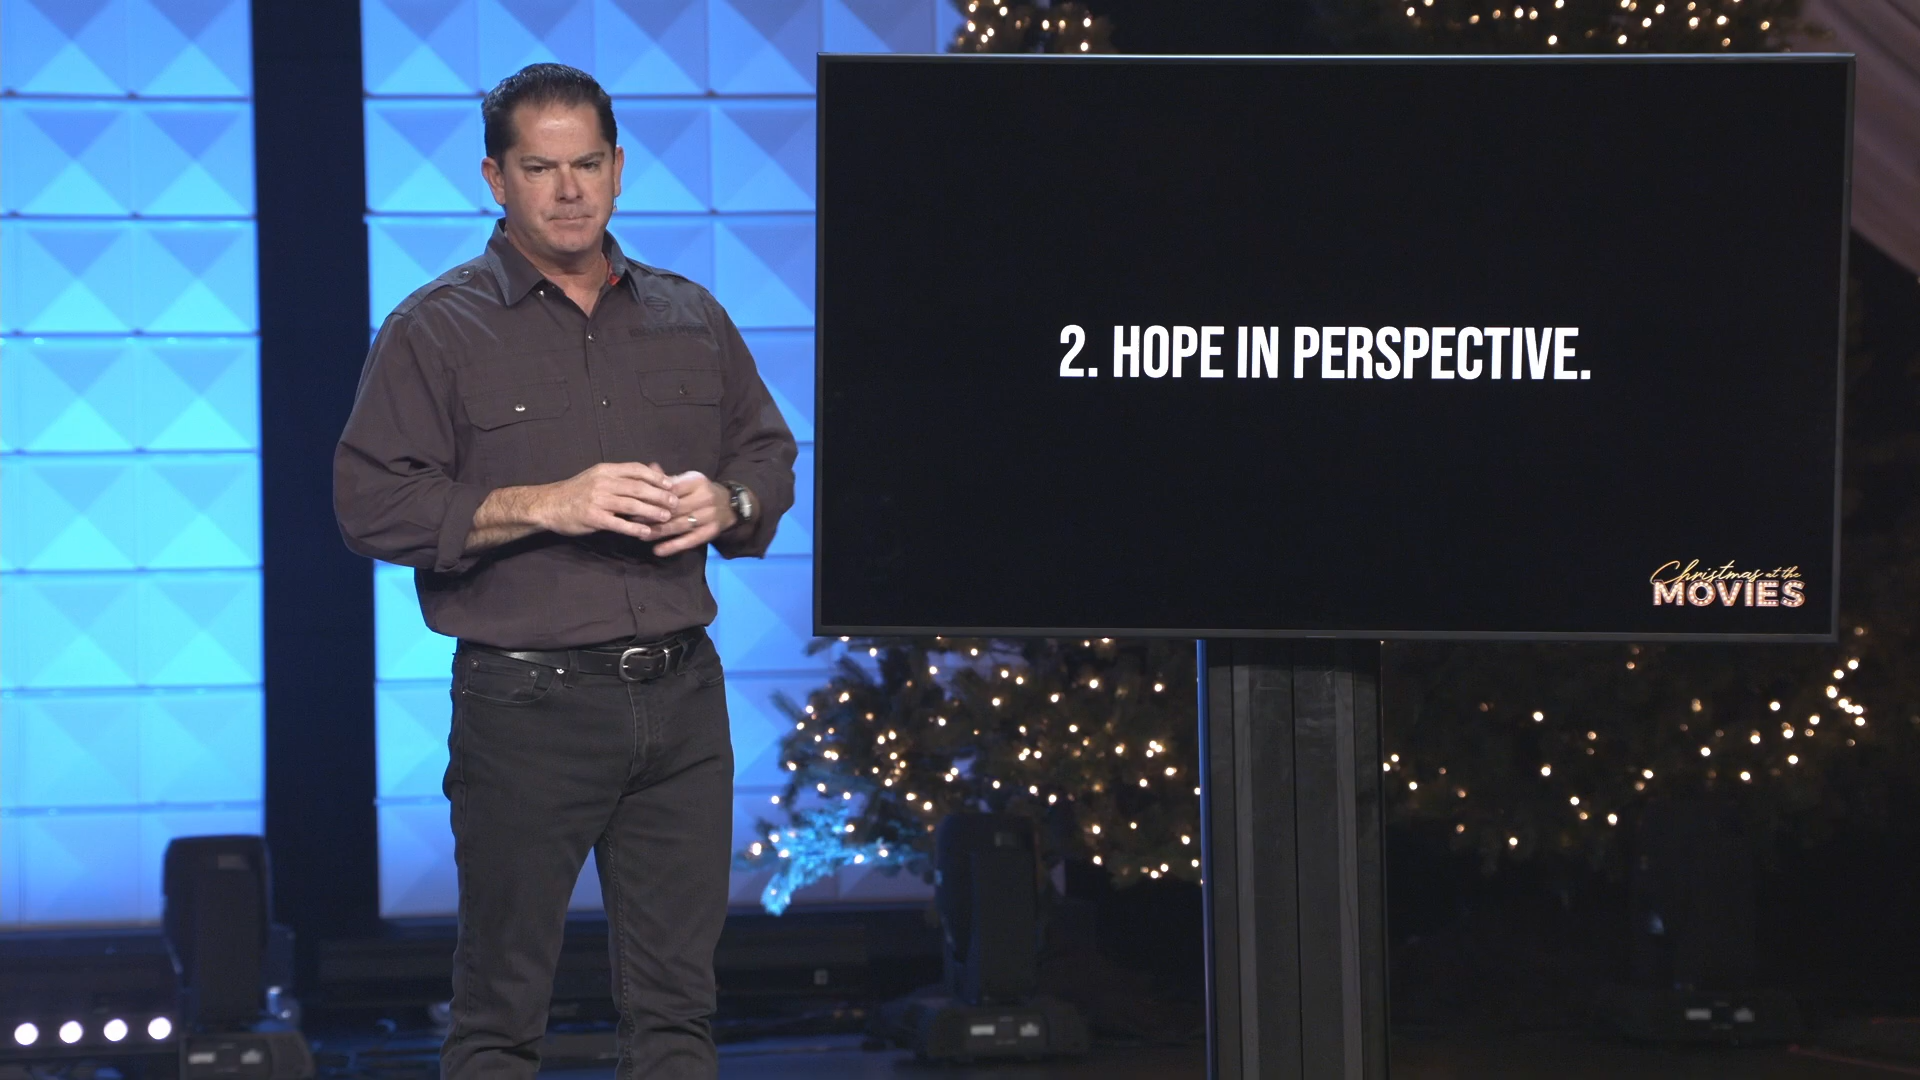 2. HOPE IN PERSPECTIVE.
Christmas at the
MOVIES